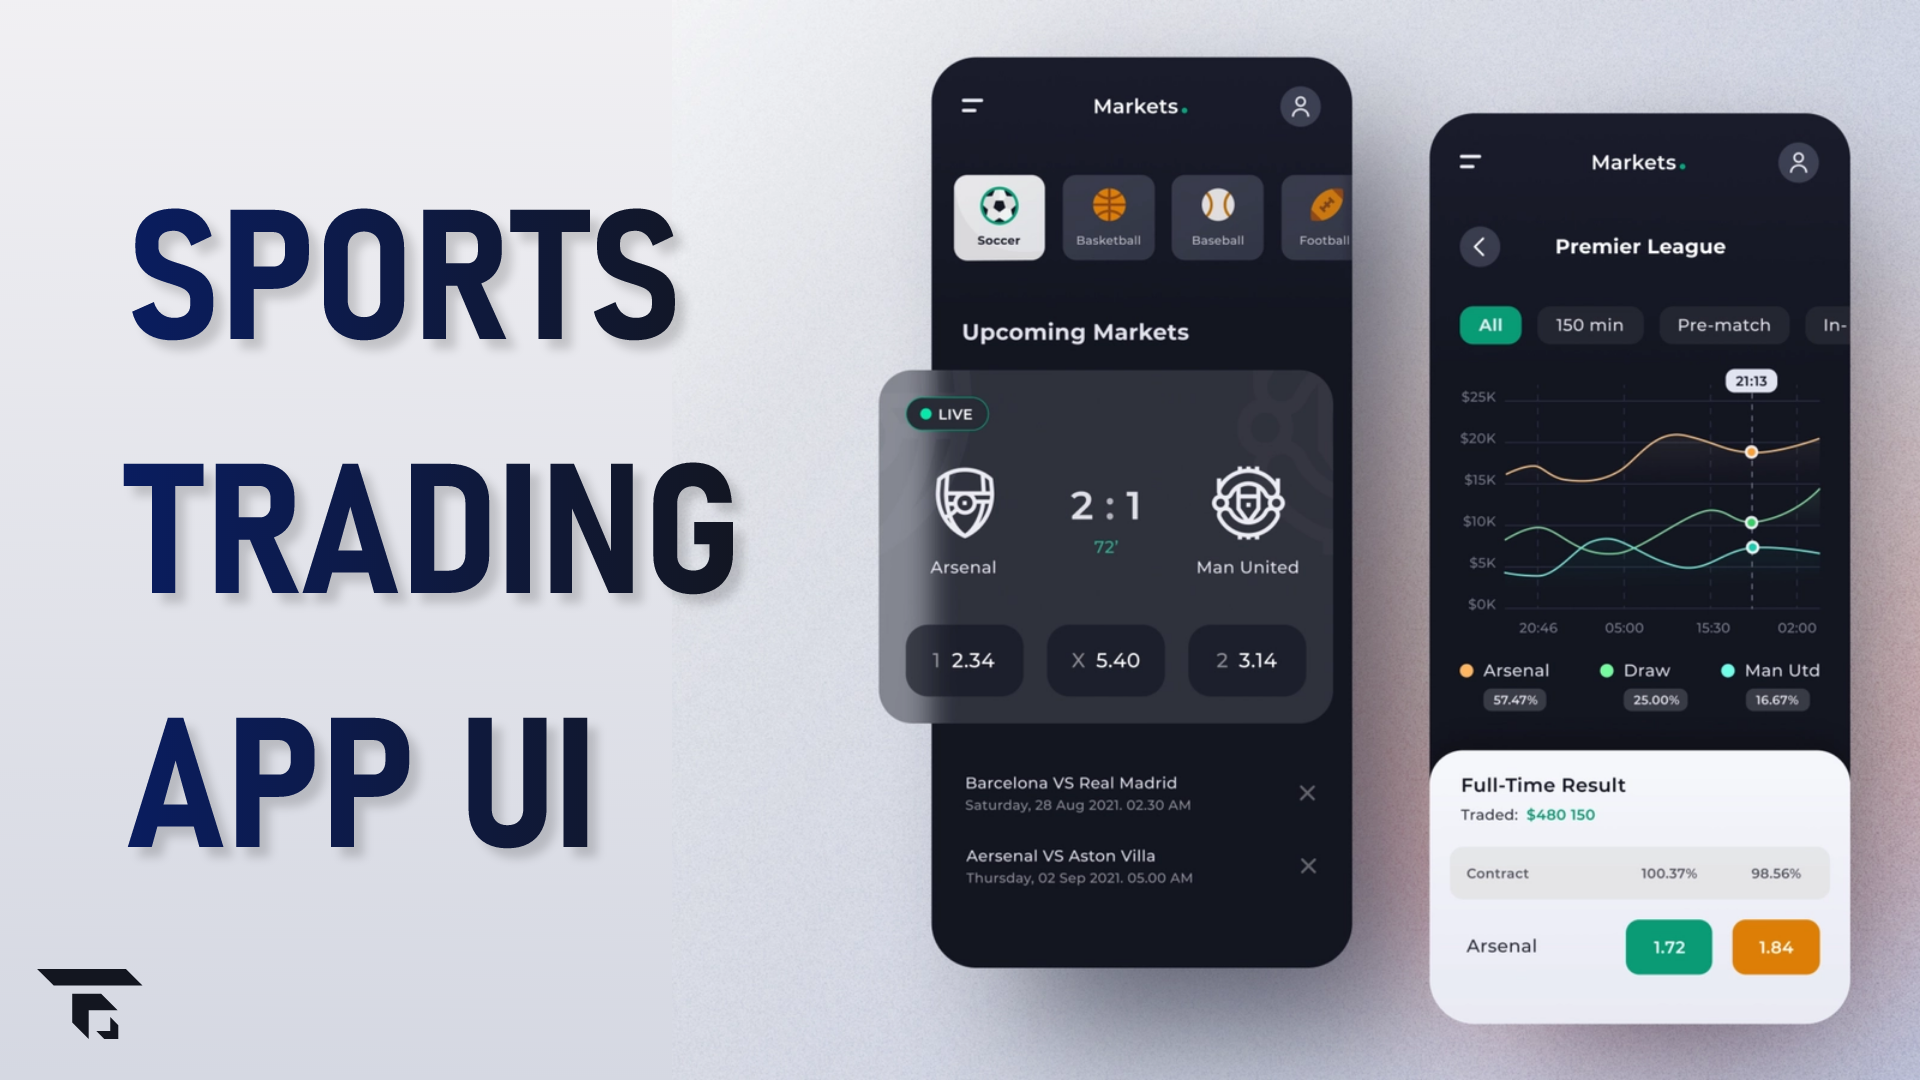 SPORTS
TRADING
APP UI
Markets.
Soccer
Basketball
Baseball
Football
Upcoming Markets
LIVE
2 : 1
72’
Arsenal
Man United
1 2.34
X 5.40
2 3.14
Barcelona VS Real Madrid
Saturday, 28 Aug 2021. 02.30 AM
Aersenal VS Aston Villa
Thursday, 02 Sep 2021. 05.00 AM
Markets.
Premier League
All
150 min
Pre-match
In-
21:13
$25K
$20K
$15K
$10K
$5K
$0K
20:46 05:00 15:30 02:00
Arsenal Draw Man Utd
57.47% 25.00% 16.67%
Full-Time Result
Traded: $480 150
Contract 100.37% 98.56%
Arsenal 1.72 1.84